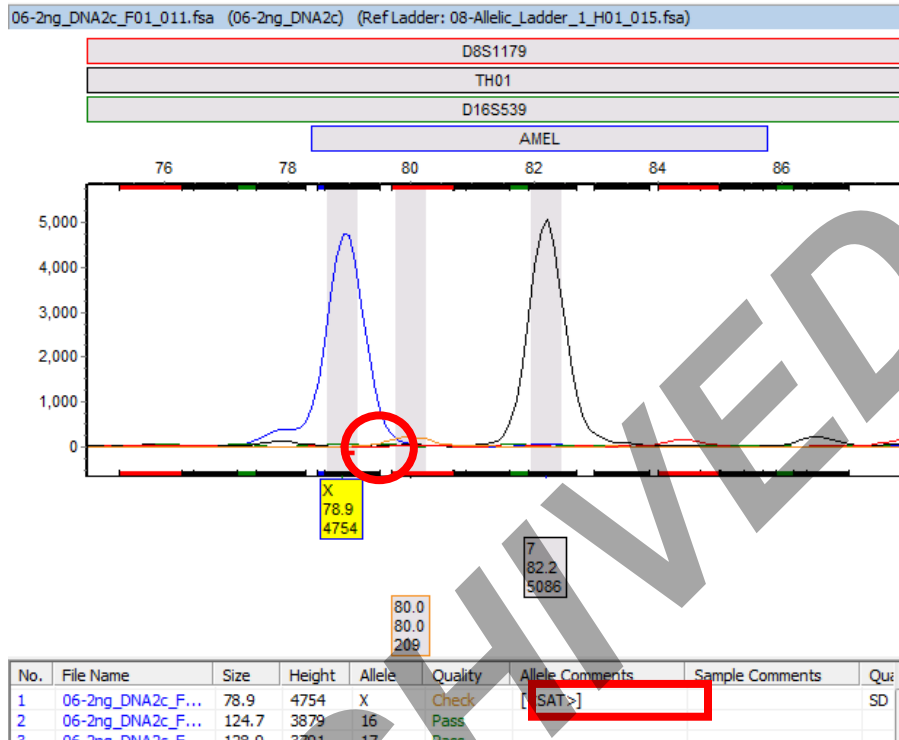 06-2ng_DNA2c_F01_011.fsa (06-2ng_DNA2c) (Ref Ladder: 08-Allelic_Ladder_1_H01_015.fsa)
D8S1179
TH01
D16S539
AMEL
76 78 80 82 84 86
5,000
4,000
3,000
2,000
1,000
0
X
78.9
4754
7
82.2
5086
80.0
80.0
209
No. File Name Size Height Allele Quality Allele Comments Sample Comments Qua
1 06-2ng_DNA2c_F... 78.9 4754 X Check SAT>] SD
2 06-2ng_DNA2c_F... 124.7 3879 16 Pass
CHIVED